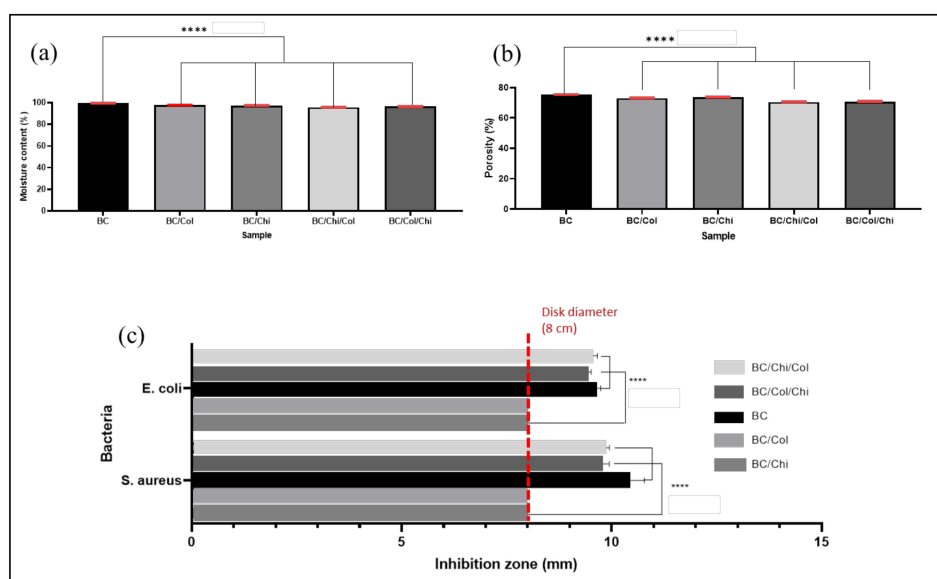 (a)
****
Moisture content (%)
100
80
60
40
20
0
BC
BC/Col
BC/Chi
BC/Chi/Col
BC/Col/Chi
Sample
(b)
****
Porosity (%)
80
60
40
20
0
BC
BC/Col
BC/Chi
BC/Chi/Col
BC/Col/Chi
Sample
(c)
Disk diameter
(8 cm)
Bacteria
E. coli
S. aureus
****
****
0
5
10
15
Inhibition zone (mm)
BC/Chi/Col
BC/Col/Chi
BC
BC/Col
BC/Chi